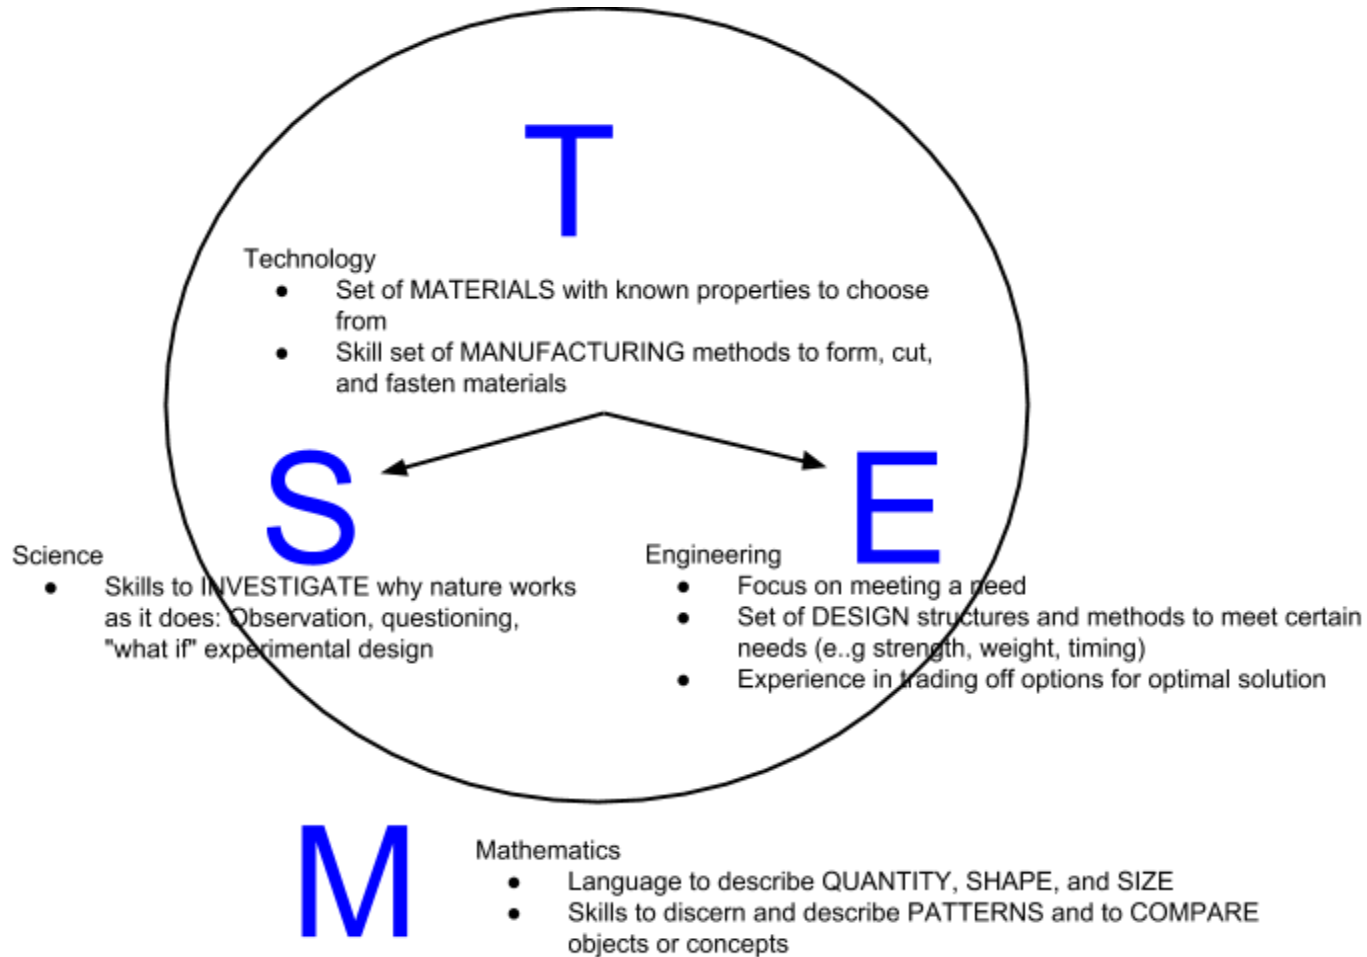 T
Technology
● Set of MATERIALS with known properties to choose
from
● Skill set of MANUFACTURING methods to form, cut,
and fasten materials
S
Science
● Skills to INVESTIGATE why nature works
as it does: Observation, questioning,
"what if" experimental design
E
Engineering
● Focus on meeting a need
● Set of DESIGN structures and methods to meet certain
needs (e..g strength, weight, timing)
● Experience in trading off options for optimal solution
M
Mathematics
● Language to describe QUANTITY, SHAPE, and SIZE
● Skills to discern and describe PATTERNS and to COMPARE
objects or concepts